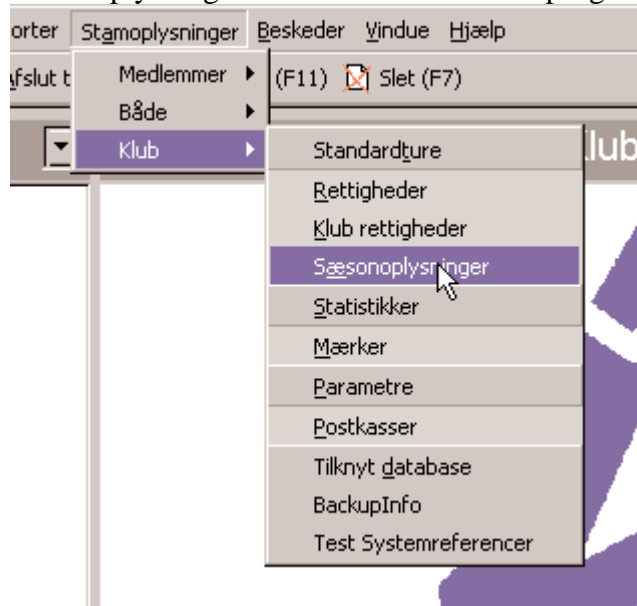 orter Stamoplysninger Beskeder Vindue Hjælp
Afslut t (F11) Slet (F7)
Medlemmer
Både
Klub
lub
Standardture
Rettigheder
Klub rettigheder
Sæsonoplysninger
Statistikker
Mærker
Parametre
Postkasser
Tilknyt database
BackupInfo
Test Systemreferencer